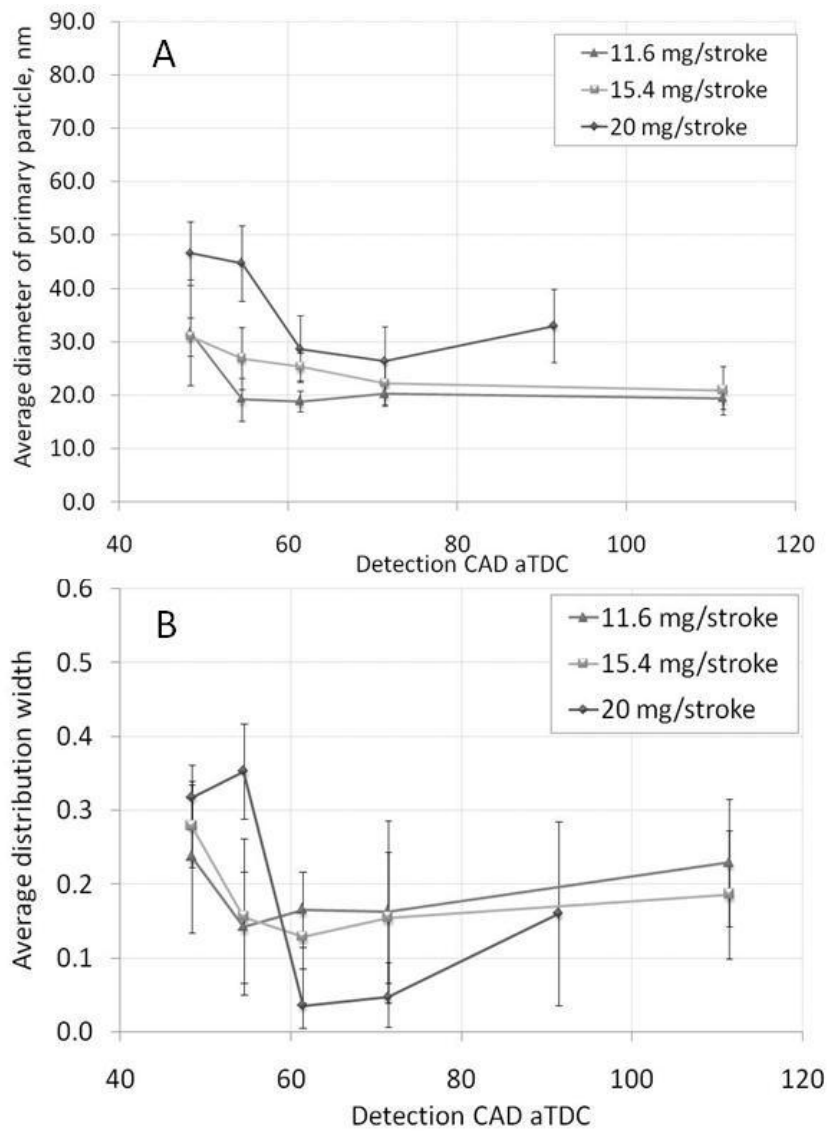 A
11.6 mg/stroke
15.4 mg/stroke
20 mg/stroke
Average diameter of primary particle, nm
90.0
80.0
70.0
60.0
50.0
40.0
30.0
20.0
10.0
0.0
40 60 80 100 120
Detection CAD aTDC
B
11.6 mg/stroke
15.4 mg/stroke
20 mg/stroke
Average distribution width
0.6
0.5
0.4
0.3
0.2
0.1
0.0
40 60 80 100 120
Detection CAD aTDC